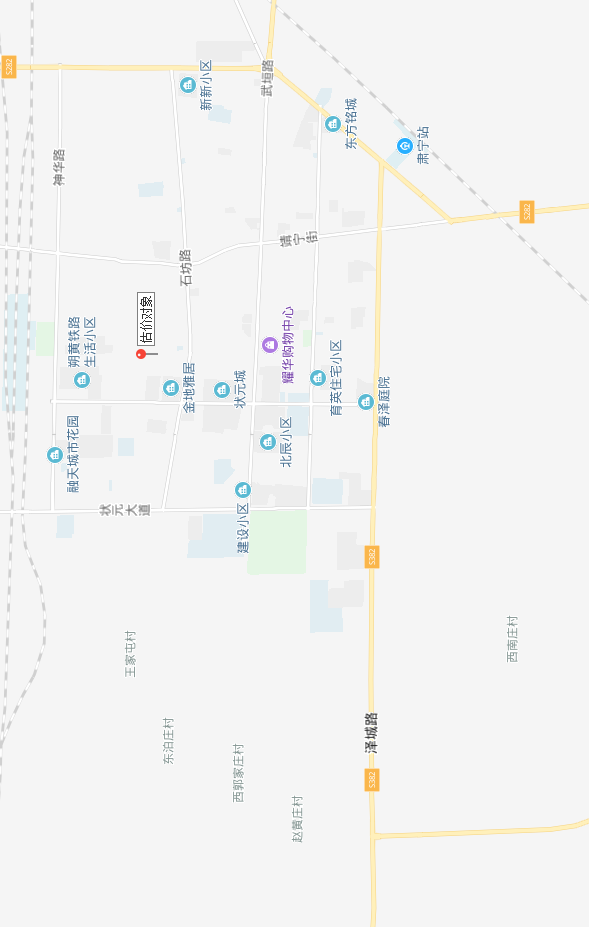 S282
新新小区
武垣路
东方铭城
肃宁站
神华路
S282
靖宁街
石坊路
估价对象
朔黄铁路
生活小区
耀华购物中心
金地雅居
状元城
育英住宅小区
春泽庭院
融天城市花园
北辰小区
状元大道
建设小区
S382
王家屯村
西南庄村
东泊庄村
泽城路
西郭家庄村
S382
赵黄庄村